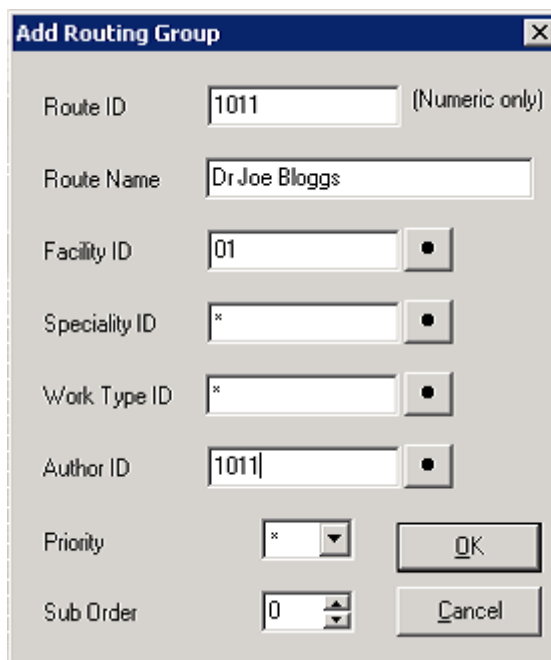 Add Routing Group
Route ID 1011 (Numeric only)
Route Name Dr Joe Bloggs
Facility ID 01
Speciality ID *
Work Type ID *
Author ID 1011
Priority * OK
Sub Order 0 Cancel